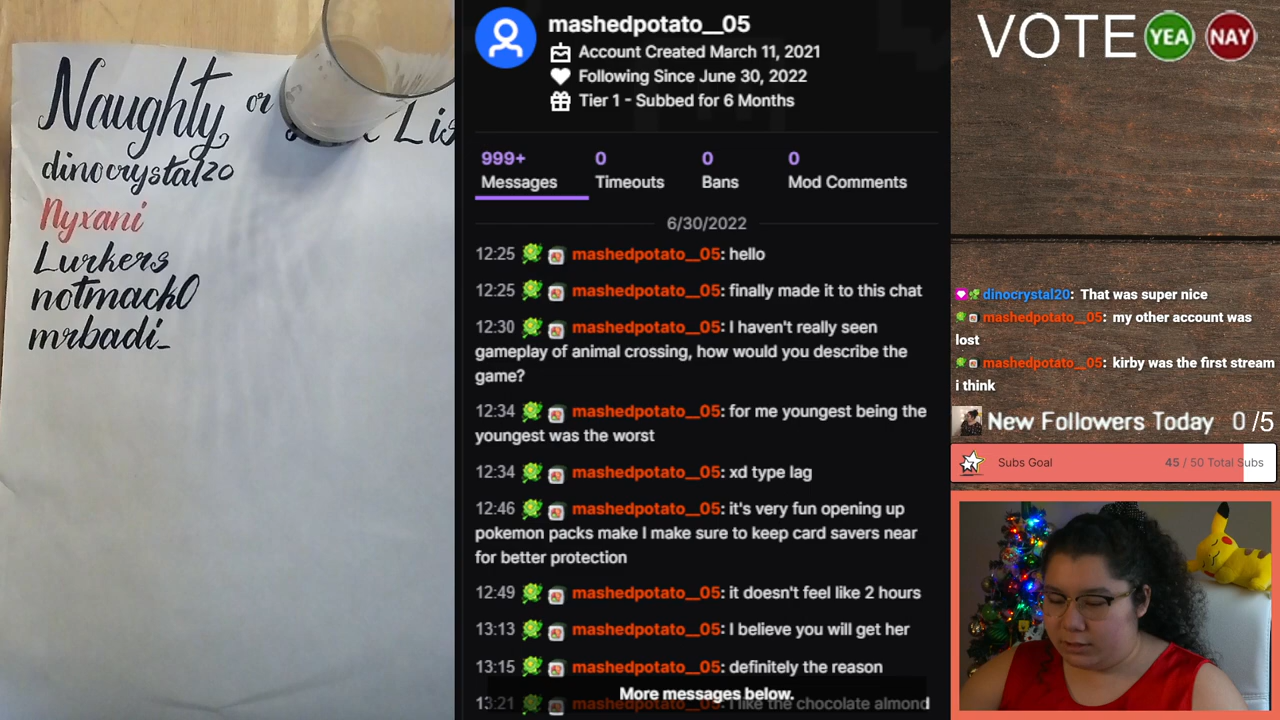 Naughty or List
dinocrystal20
Nyxani
Lurkers
notmack0
mrbadi_
mashedpotato__05
Account Created March 11, 2021
Following Since June 30, 2022
Tier 1 - Subbed for 6 Months
999+ 0 0 0
Messages Timeouts Bans Mod Comments
6/30/2022
12:25 mashedpotato__05: hello
12:25 mashedpotato__05: finally made it to this chat
12:30 mashedpotato__05: I haven't really seen
gameplay of animal crossing, how would you describe the
game?
12:34 mashedpotato__05: for me youngest being the
youngest was the worst
12:34 mashedpotato__05: xd type lag
12:46 mashedpotato__05: it's very fun opening up
pokemon packs make I make sure to keep card savers near
for better protection
12:49 mashedpotato__05: it doesn't feel like 2 hours
13:13 mashedpotato__05: I believe you will get her
13:15 mashedpotato__05: definitely the reason
More messages below.
13:21 mashedpotato__05: I like the chocolate almond
VOTE YEA NAY
dinocrystal20: That was super nice
mashedpotato__05: my other account was
lost
mashedpotato__05: kirby was the first stream
i think
New Followers Today 0 /5
Subs Goal 45 / 50 Total Subs